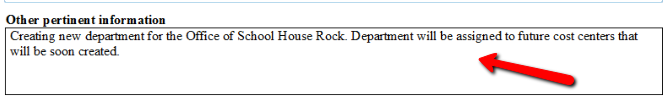 Other pertinent information
Creating new department for the Office of School House Rock. Department will be assigned to future cost centers that
will be soon created.